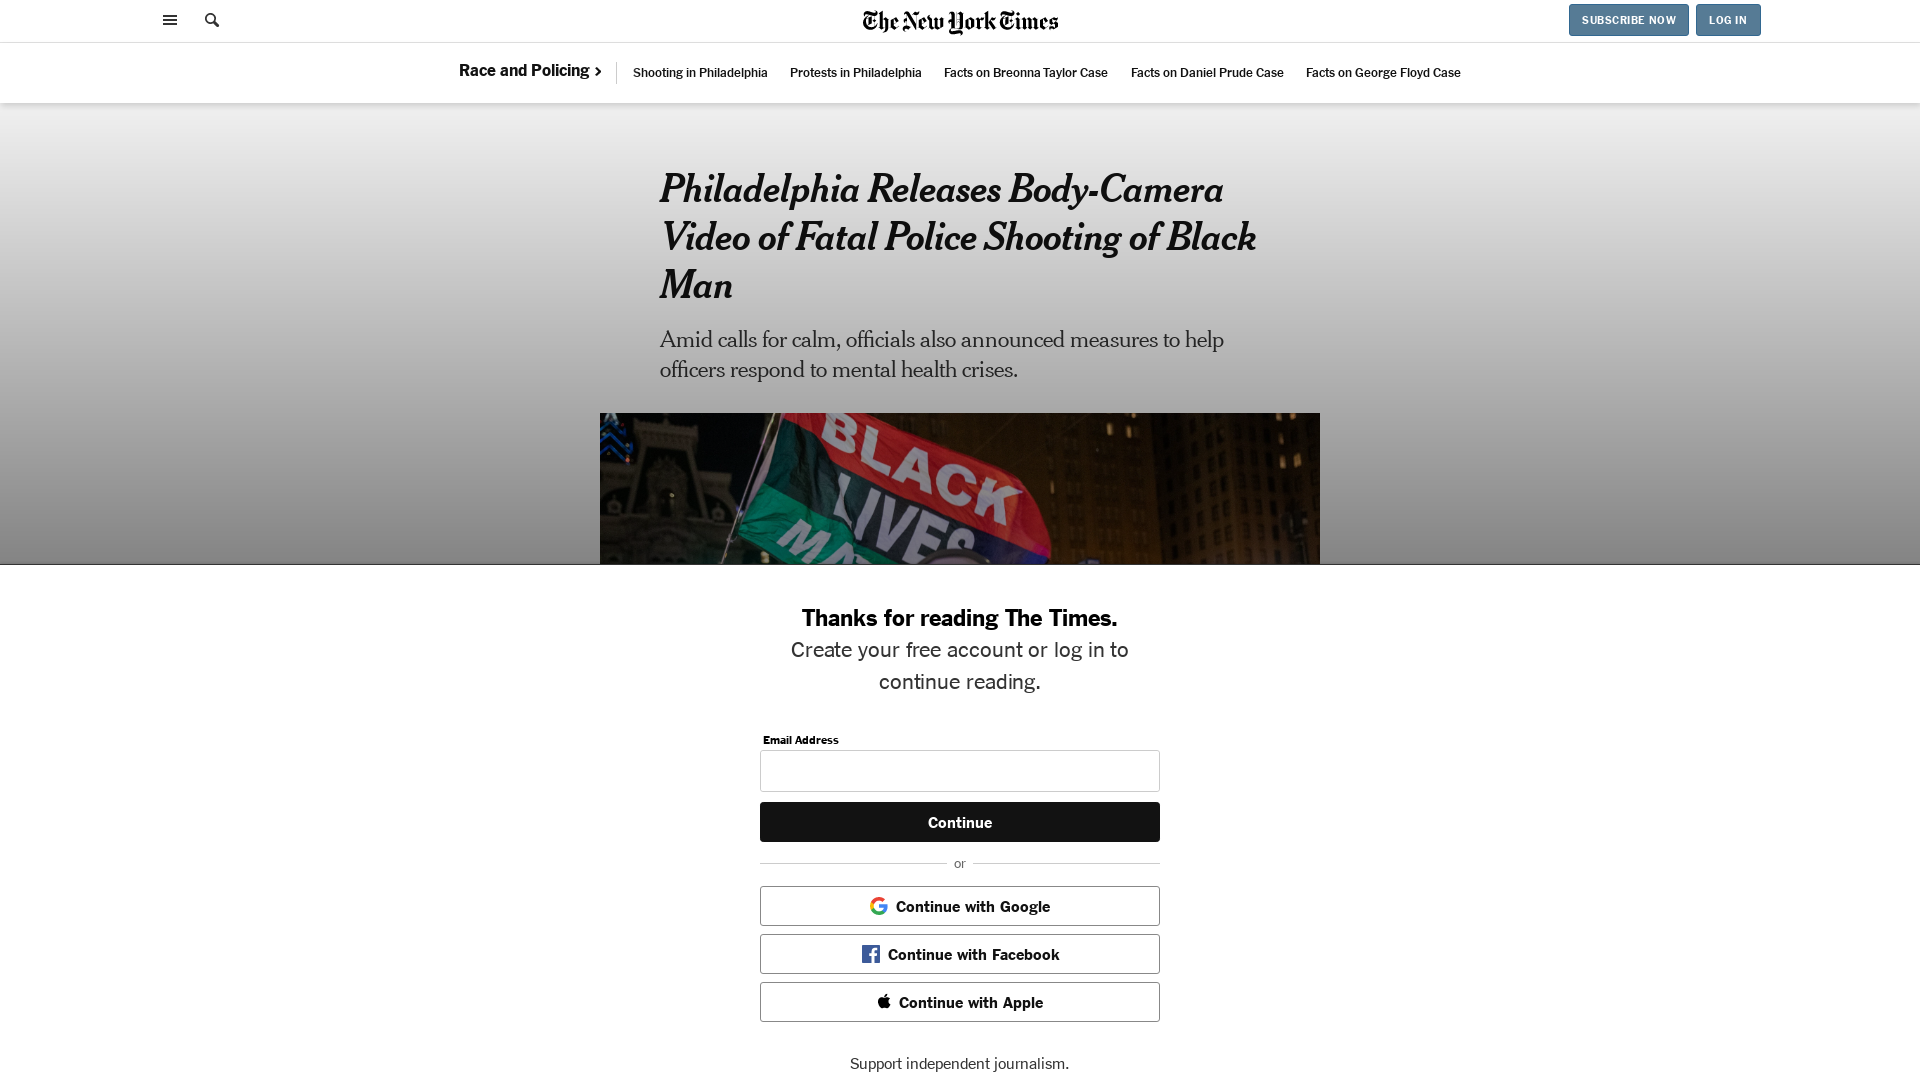 The New York Times
SUBSCRIBE NOW
LOG IN
Race and Policing
Shooting in Philadelphia
Protests in Philadelphia
Facts on Breonna Taylor Case
Facts on Daniel Prude Case
Facts on George Floyd Case
Philadelphia Releases Body-Camera
Video of Fatal Police Shooting of Black
Man
Amid calls for calm, officials also announced measures to help
officers respond to mental health crises.
BLACK
LIVES
MAT
Thanks for reading The Times.
Create your free account or log in to
continue reading.
Email Address
Continue
or
Continue with Google
Continue with Facebook
Continue with Apple
Support independent journalism.